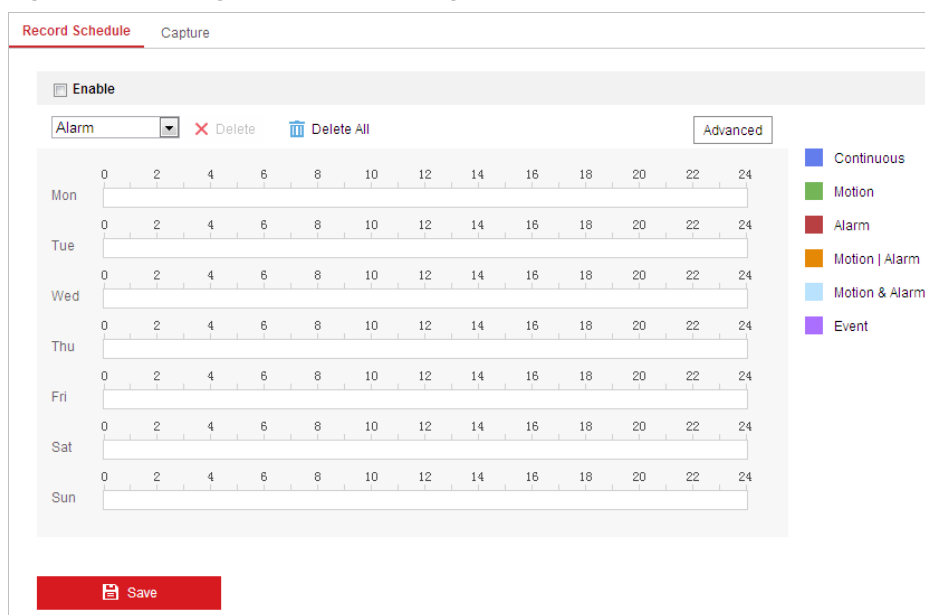 Record Schedule Capture
Enable
Alarm Delete Delete All Advanced
Continuous
Motion
Alarm
Motion | Alarm
Motion & Alarm
Event
0 2 4 6 8 10 12 14 16 18 20 22 24
Mon
0 2 4 6 8 10 12 14 16 18 20 22 24
Tue
0 2 4 6 8 10 12 14 16 18 20 22 24
Wed
0 2 4 6 8 10 12 14 16 18 20 22 24
Thu
0 2 4 6 8 10 12 14 16 18 20 22 24
Fri
0 2 4 6 8 10 12 14 16 18 20 22 24
Sat
0 2 4 6 8 10 12 14 16 18 20 22 24
Sun
Save